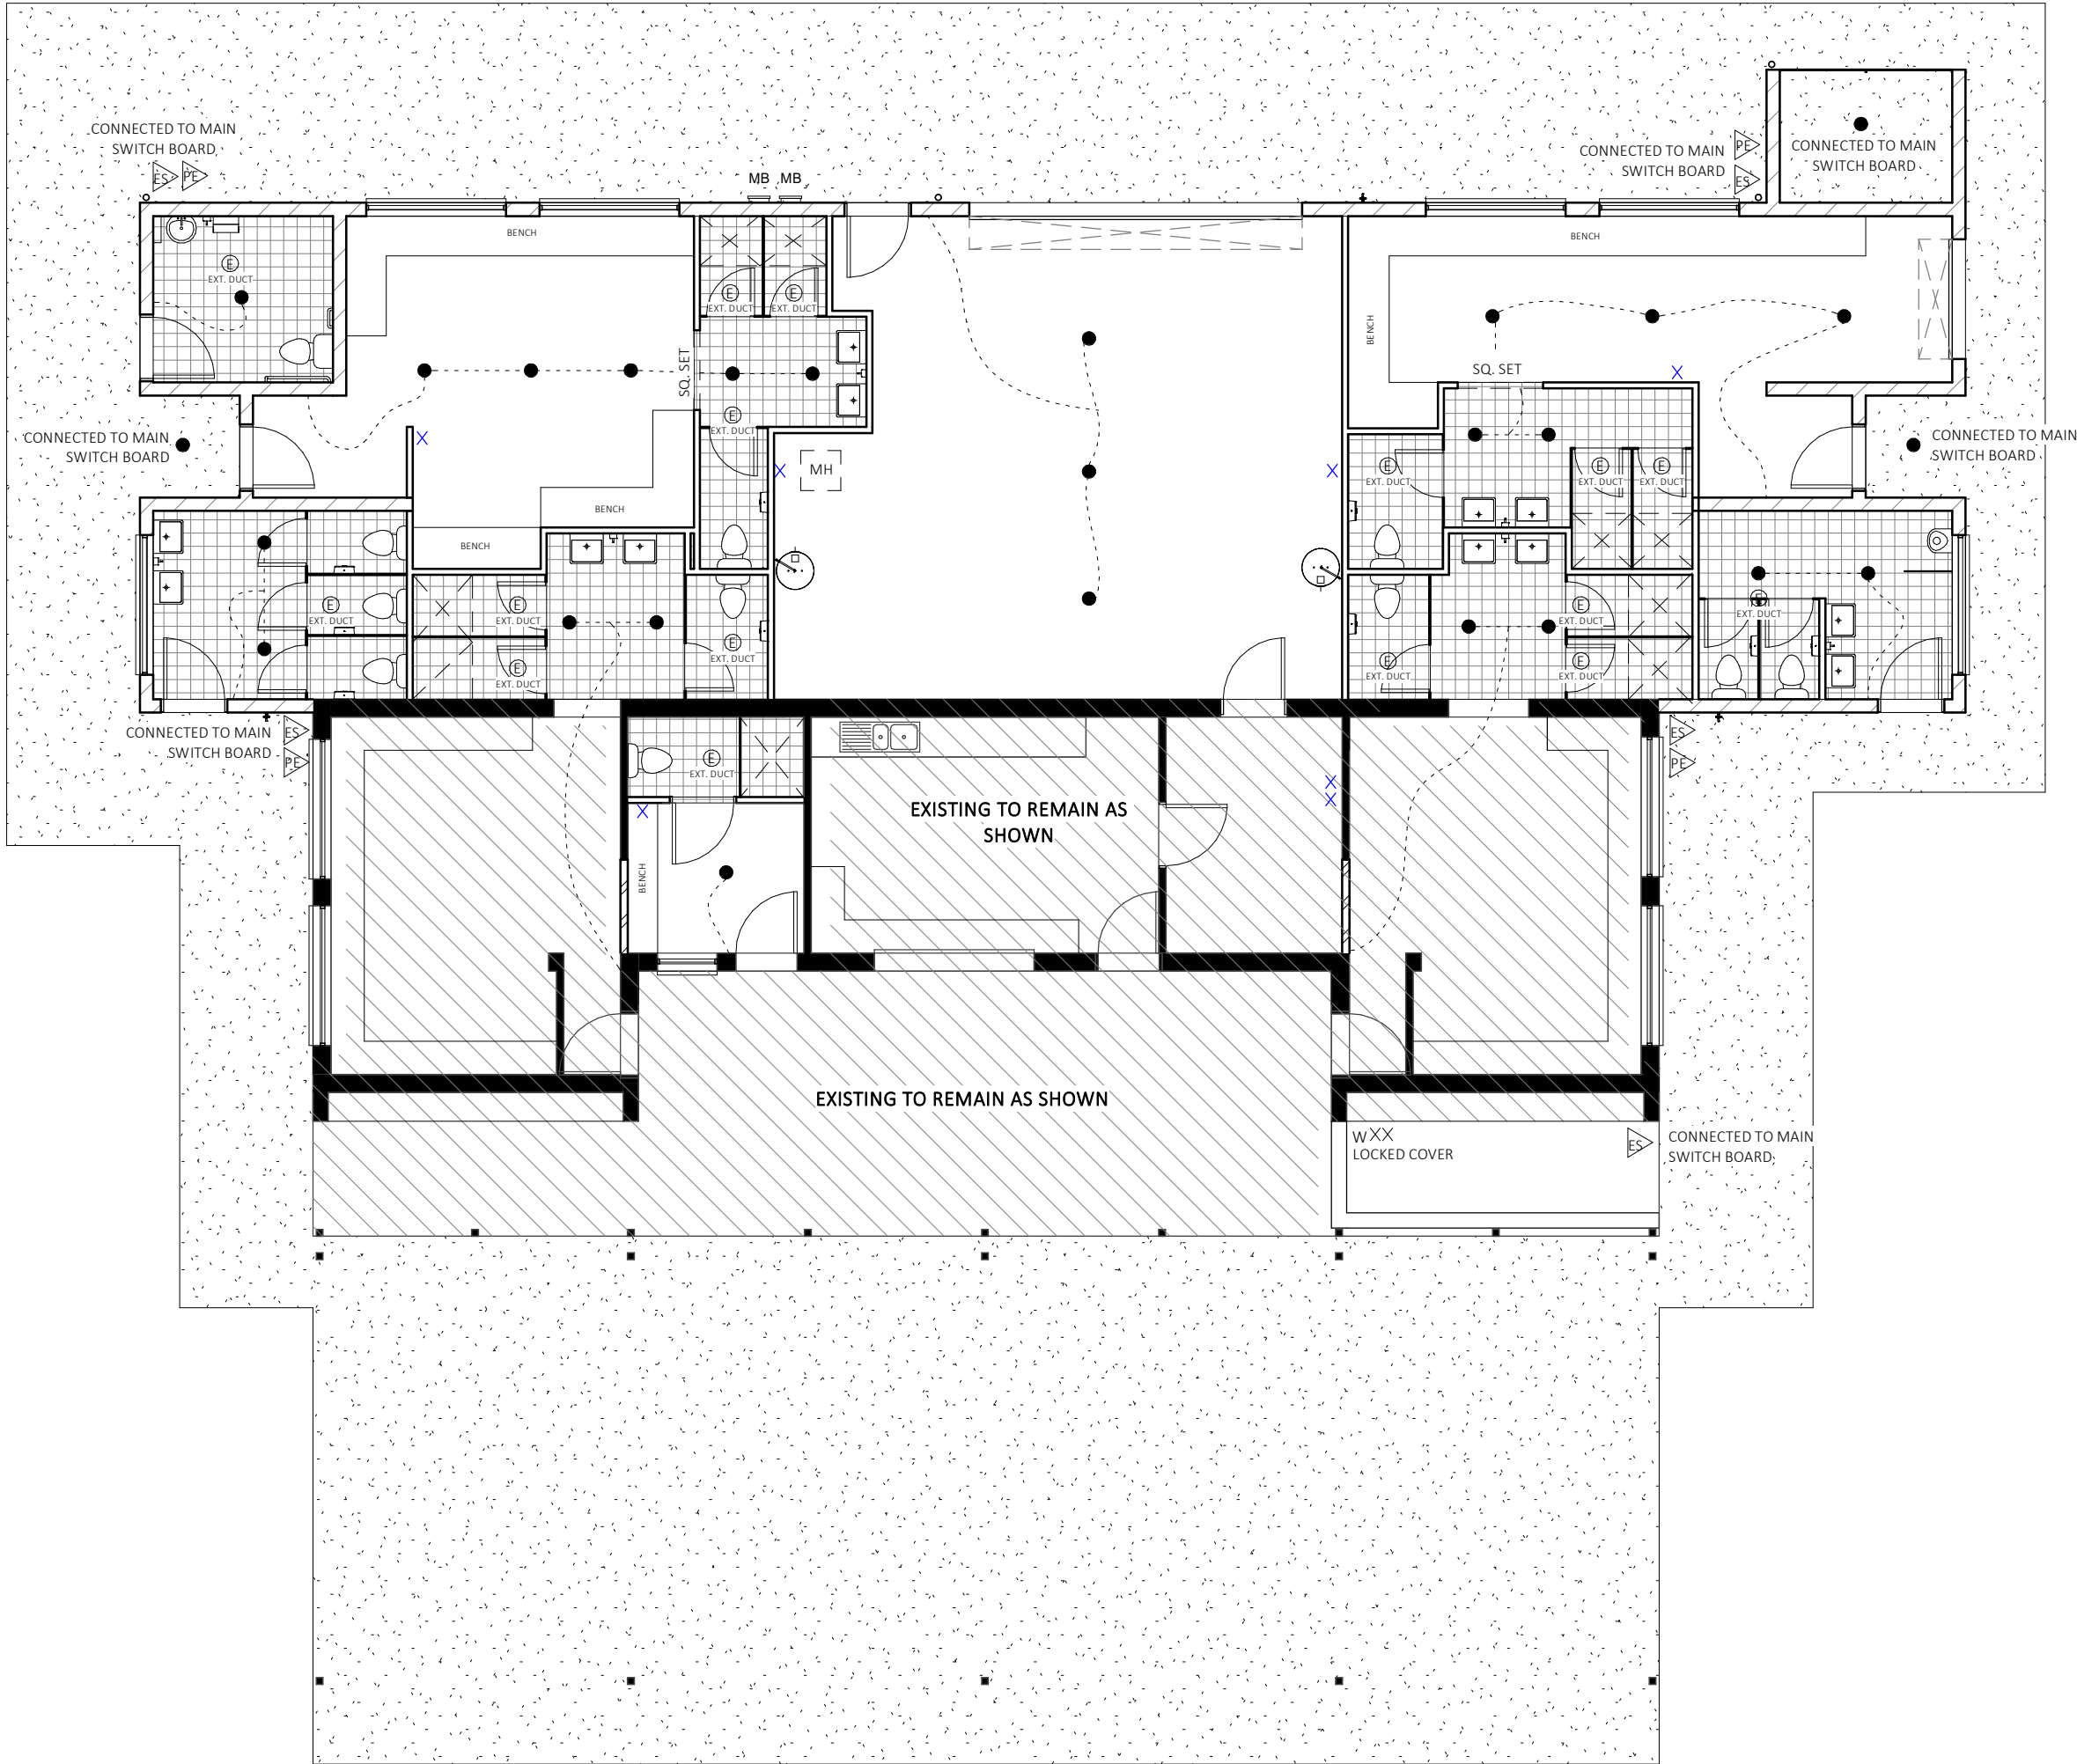 CONNECTED TO MAIN
SWITCH BOARD
ES
PE
MB
MB
CONNECTED TO MAIN
SWITCH BOARD
PE
ES
CONNECTED TO MAIN
SWITCH BOARD
BENCH
BENCH
E
EXT. DUCT
E
EXT. DUCT
E
EXT. DUCT
BENCH
SQ. SET
SQ. SET
E
EXT. DUCT
X
X
CONNECTED TO MAIN
SWITCH BOARD
CONNECTED TO MAIN
SWITCH BOARD
X
MH
X
E
EXT. DUCT
E
EXT. DUCT
E
EXT. DUCT
BENCH
BENCH
E
EXT. DUCT
E
EXT. DUCT
E
EXT. DUCT
E
EXT. DUCT
E
EXT. DUCT
E
EXT. DUCT
E
EXT. DUCT
E
EXT. DUCT
E
EXT. DUCT
CONNECTED TO MAIN
SWITCH BOARD
ES
PE
ES
PE
E
EXT. DUCT
X
X
X
EXISTING TO REMAIN AS
SHOWN
BENCH
EXISTING TO REMAIN AS SHOWN
WXX
LOCKED COVER
ES
CONNECTED TO MAIN
SWITCH BOARD